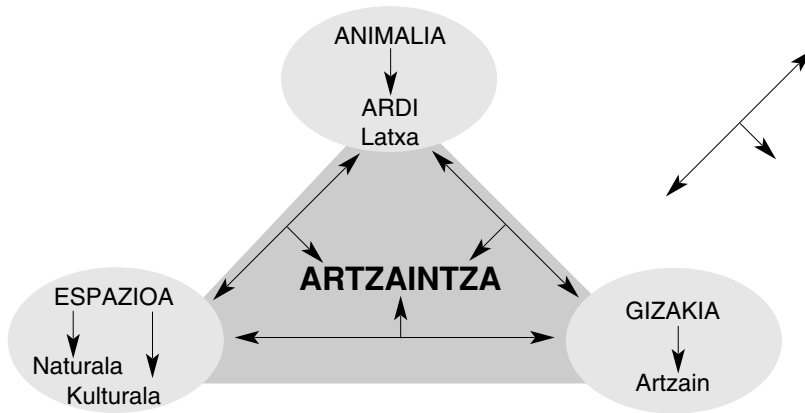 ANIMALIA
ARDI
Latxa
ARTZAINTZA
ESPAZIOA
Naturala
Kulturala
GIZAKIA
Artzain